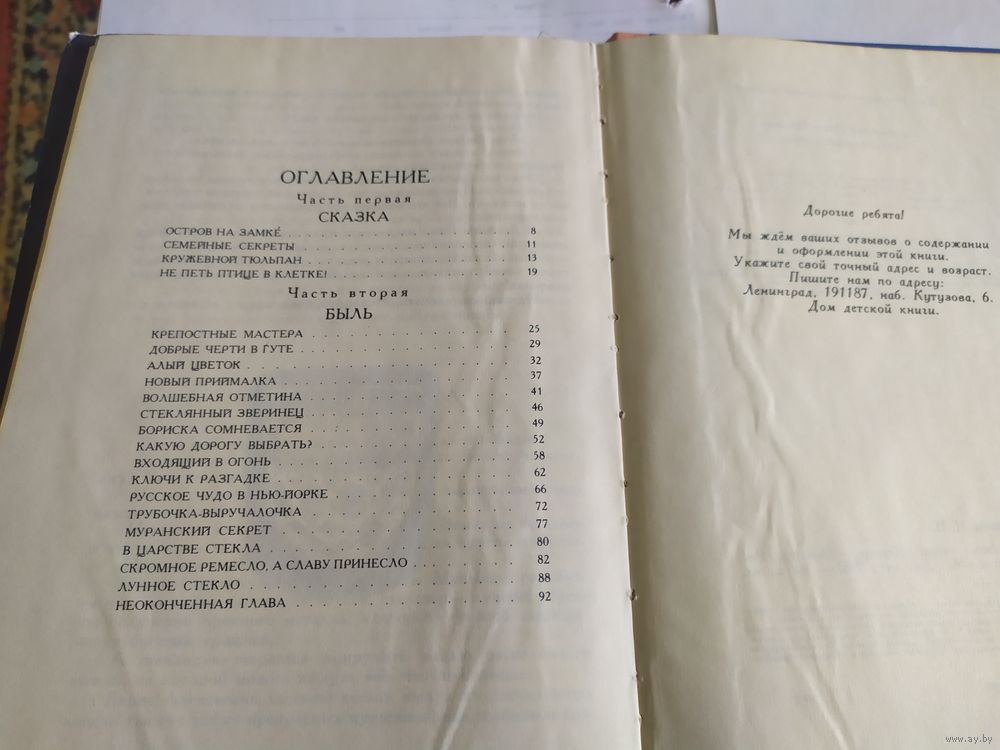 ОГЛАВЛЕНИЕ
Часть первая
СКАЗКА
ОСТРОВ НА ЗАМКЕ . . . . . . . . . . . . . . . . 8
СЕМЕЙНЫЕ СЕКРЕТЫ . . . . . . . . . . . . . . . . 11
КРУЖЕВНОЙ ТЮЛЬПАН . . . . . . . . . . . . . . . . 13
НЕ ПЕТЬ ПТИЦЕ В КЛЕТКЕ! . . . . . . . . . . . . . . 19
Часть вторая
БЫЛЬ
КРЕПОСТНЫЕ МАСТЕРА . . . . . . . . . . . . . . 25
ДОБРЫЕ ЧЕРТИ В ГУТЕ . . . . . . . . . . . . . . 29
АЛЫЙ ЦВЕТОК . . . . . . . . . . . . . . . . . 32
НОВЫЙ ПРИЙМАЛКА . . . . . . . . . . . . . . . 37
ВОЛШЕБНАЯ ОТМЕТИНА . . . . . . . . . . . . . . 41
СТЕКЛЯННЫЙ ЗВЕРИНЕЦ . . . . . . . . . . . . . . 46
БОРИСКА СОМНЕВАЕТСЯ . . . . . . . . . . . . . . 49
КАКУЮ ДОРОГУ ВЫБРАТЬ? . . . . . . . . . . . . . . 52
ВХОДЯЩИЙ В ОГОНЬ . . . . . . . . . . . . . . . 58
КЛЮЧИ К РАЗГАДКЕ . . . . . . . . . . . . . . . 62
РУССКОЕ ЧУДО В НЬЮ-ЙОРКЕ . . . . . . . . . . . . 66
ТРУБОЧКА-ВЫРУЧАЛОЧКА . . . . . . . . . . . . . . 72
МУРАНСКИЙ СЕКРЕТ . . . . . . . . . . . . . . . 77
В ЦАРСТВЕ СТЕКЛА . . . . . . . . . . . . . . . 80
СКРОМНОЕ РЕМЕСЛО, А СЛАВУ ПРИНЕСЛО . . . . . . . . 82
ЛУННОЕ СТЕКЛО . . . . . . . . . . . . . . . . 88
НЕОКОНЧЕННАЯ ГЛАВА . . . . . . . . . . . . . . 92
Дорогие ребята!
Мы ждём ваших отзывов о содержании
и оформлении этой книги.
Укажите свой точный адрес и возраст.
Пишите нам по адресу:
Ленинград, 191187, наб. Кутузова, 6.
Дом детской книги.
www.ay.by